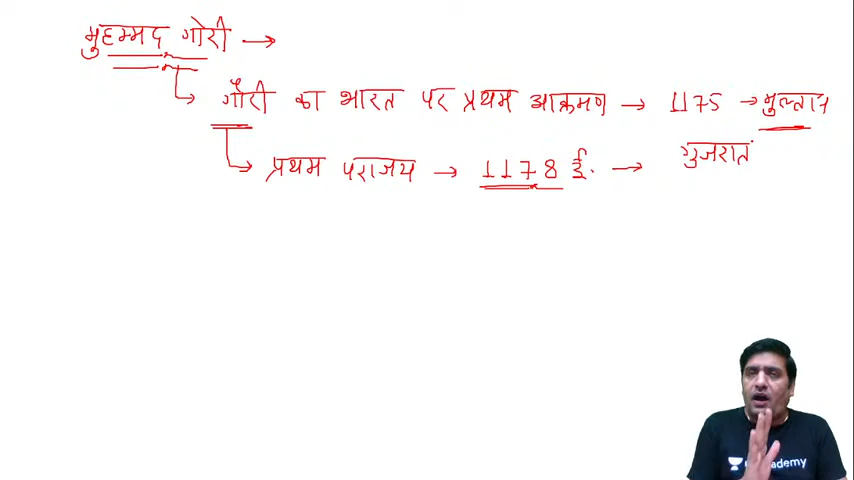 मुहम्मद गोरी →
गौरी का भारत पर प्रथम आक्रमण → 1175 → मुल्तान
प्रथम पराजय → 1178 ई. → गुजरात